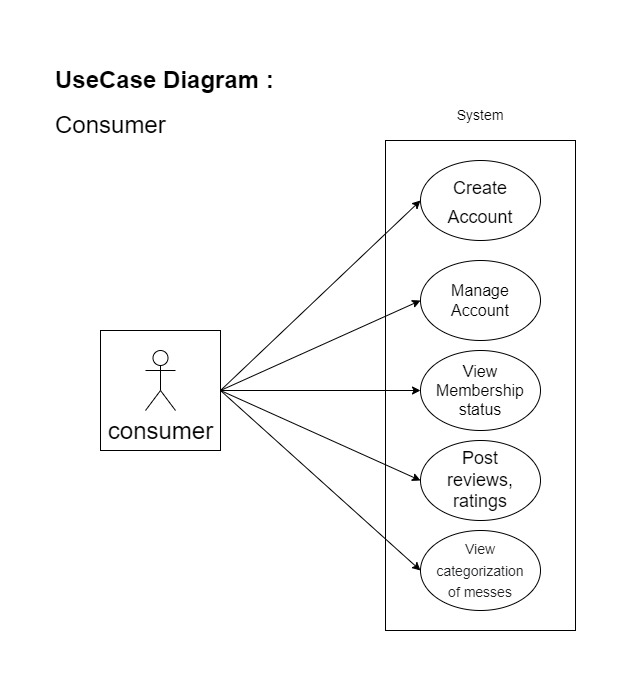 UseCase Diagram :
Consumer
System
Create
Account
Manage
Account
View
Membership
status
Post
reviews,
ratings
View
categorization
of messes
consumer